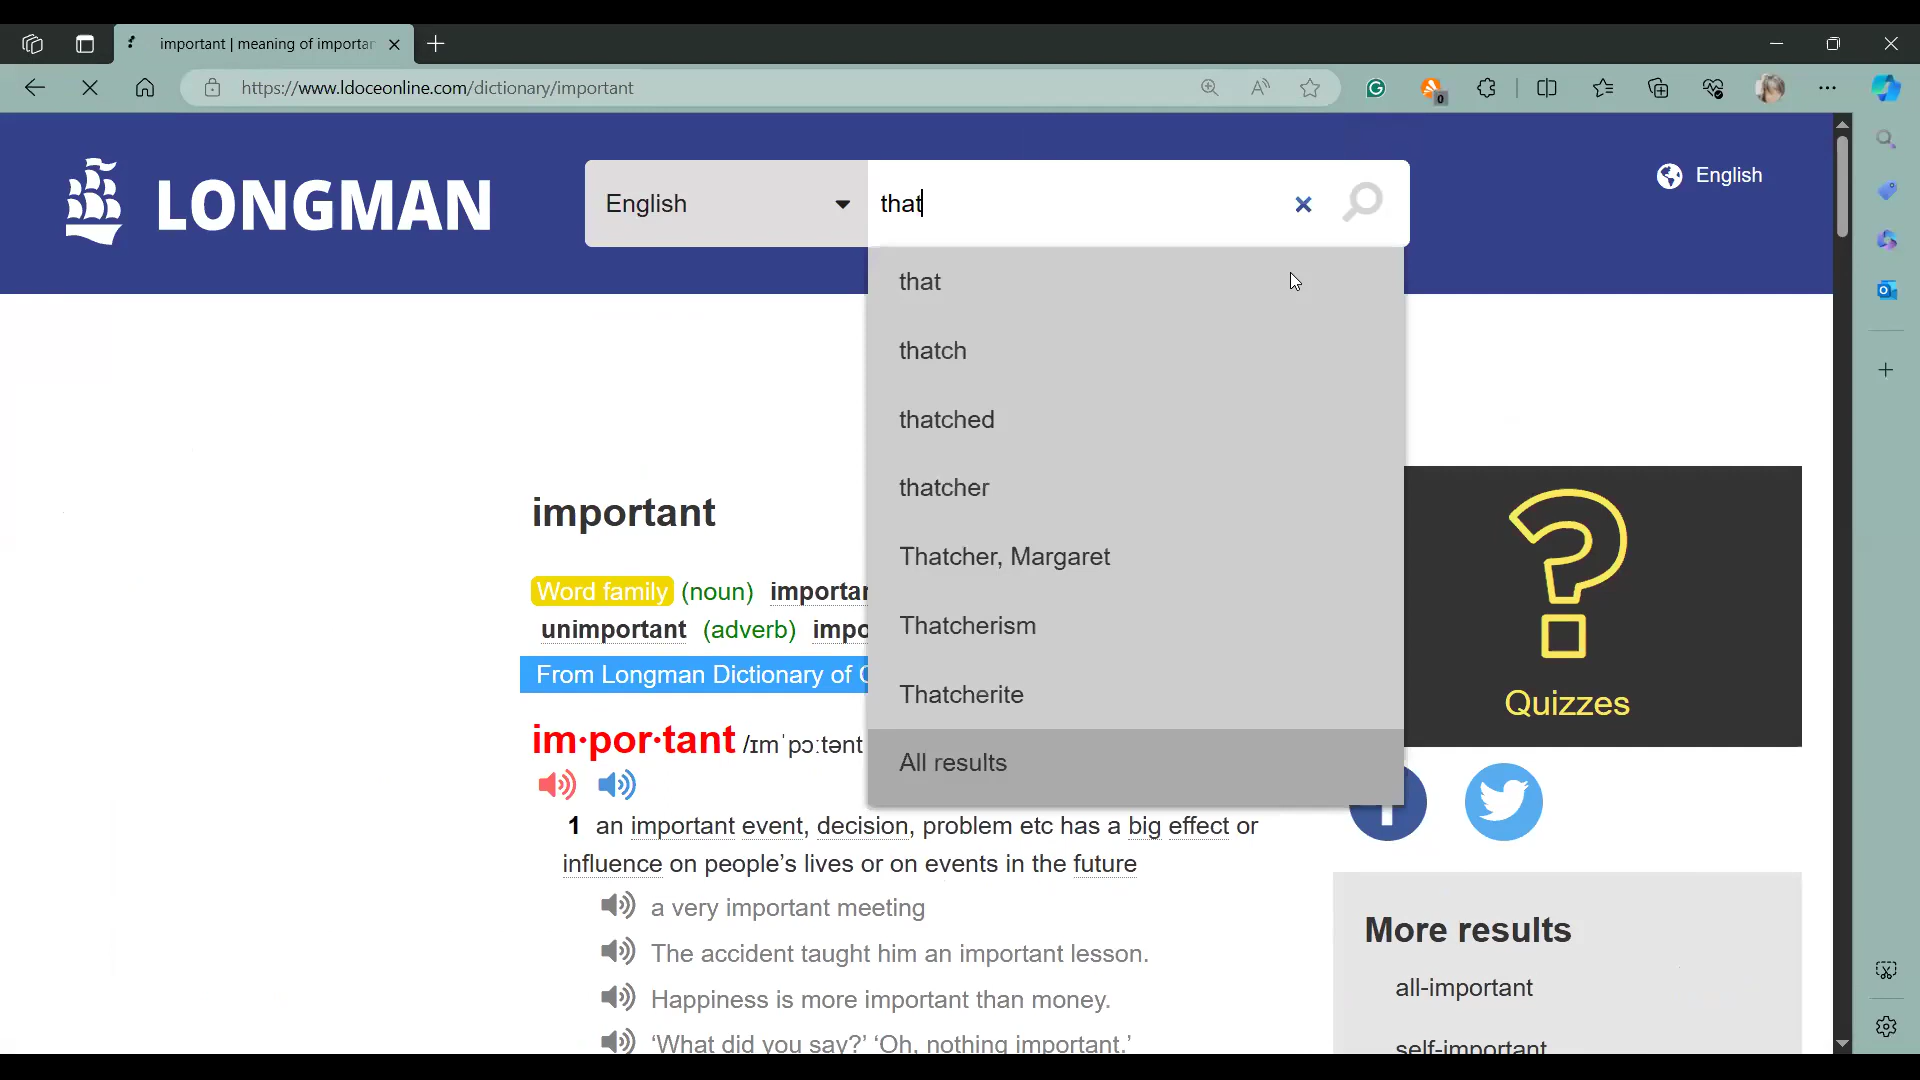 important | meaning of importan
https://www.ldoceonline.com/dictionary/important
0
LONGMAN
English
that
English
that
thatch
thatched
thatcher
Thatcher, Margaret
Thatcherism
Thatcherite
All results
important
Word family (noun) importan
unimportant (adverb) impo
From Longman Dictionary of C
im·por·tant /ɪmˈpɔːtənt
1 an important event, decision, problem etc has a big effect or
influence on people’s lives or on events in the future
a very important meeting
The accident taught him an important lesson.
Happiness is more important than money.
‘What did you say?’ ‘Oh, nothing important.’
Quizzes
More results
all-important
self-important